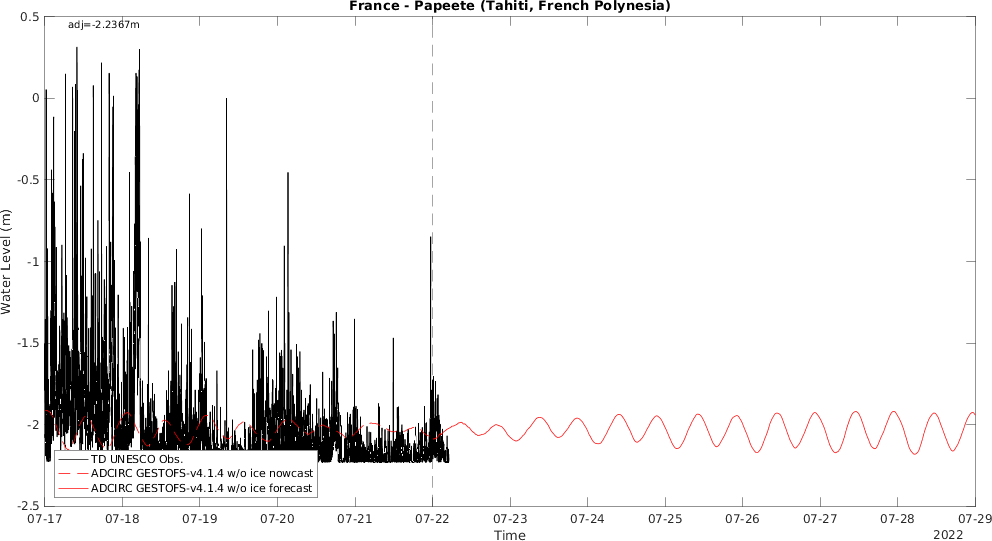 France - Papeete (Tahiti, French Polynesia)
adj=-2.2367m
0.5
0
-0.5
-1
-1.5
-2
-2.5
Water Level (m)
TD UNESCO Obs.
ADCIRC GESTOFS-v4.1.4 w/o ice nowcast
ADCIRC GESTOFS-v4.1.4 w/o ice forecast
07-17 07-18 07-19 07-20 07-21 07-22 07-23 07-24 07-25 07-26 07-27 07-28 07-29
Time
2022